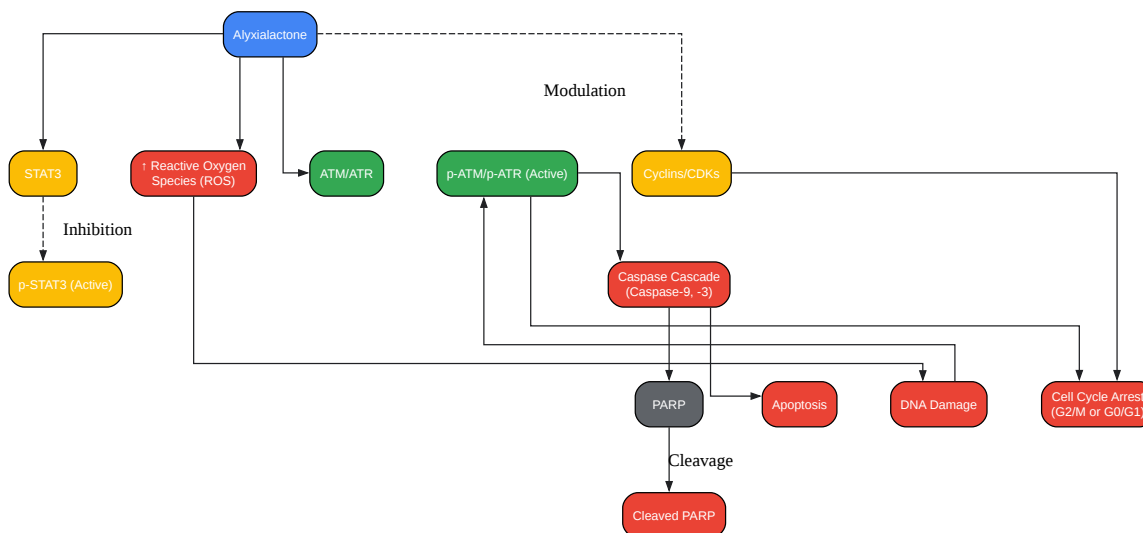 Alyxialactone
Modulation
STAT3
↑ Reactive Oxygen
Species (ROS)
ATM/ATR
p-ATM/p-ATR (Active)
Cyclins/CDKs
Inhibition
p-STAT3 (Active)
Caspase Cascade
(Caspase-9, -3)
PARP
Apoptosis
DNA Damage
Cell Cycle Arrest
(G2/M or G0/G1)
Cleavage
Cleaved PARP